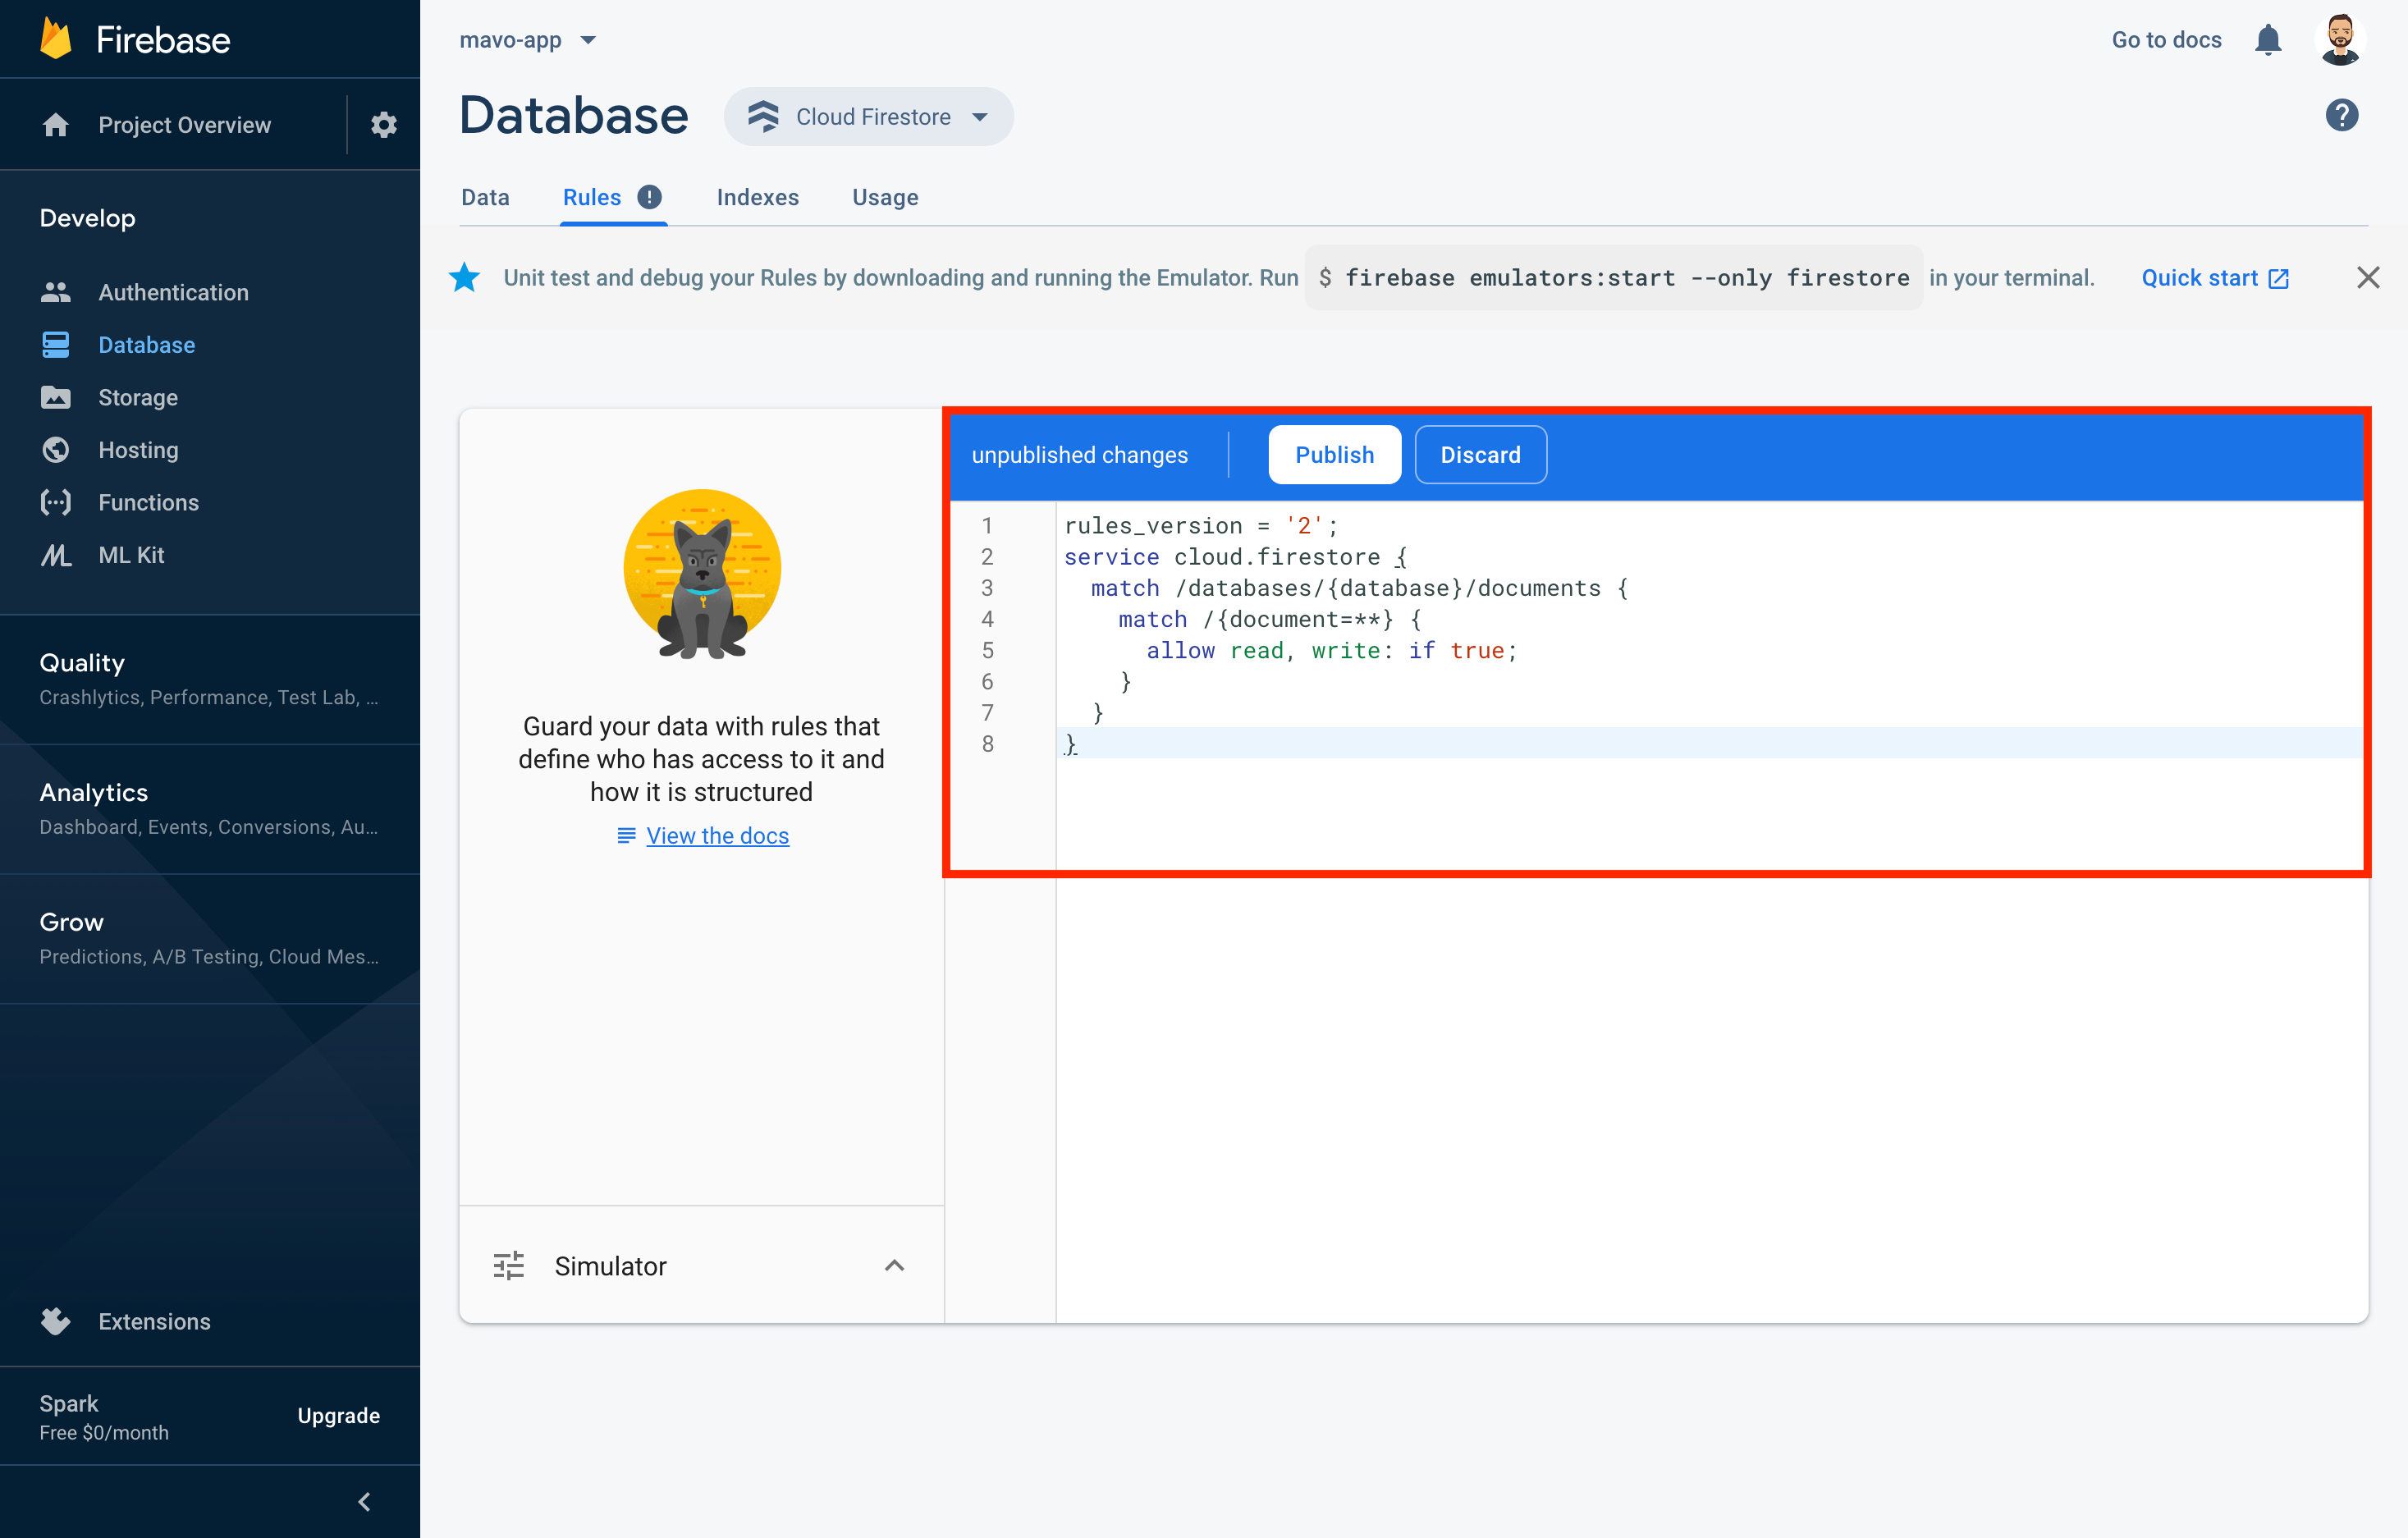 Firebase
Project Overview
Develop
Authentication
Database
Storage
Hosting
Functions
ML Kit
Quality
Crashlytics, Performance, Test Lab, ...
Analytics
Dashboard, Events, Conversions, Au...
Grow
Predictions, A/B Testing, Cloud Mes...
Extensions
Spark
Free $0/month
Upgrade
mavo-app
Go to docs
Database
Cloud Firestore
Data
Rules
Indexes
Usage
Unit test and debug your Rules by downloading and running the Emulator. Run $ firebase emulators:start --only firestore in your terminal.
Quick start
Guard your data with rules that
define who has access to it and
how it is structured
View the docs
Simulator
unpublished changes
Publish
Discard
1 rules_version = '2';
2 service cloud.firestore {
3   match /databases/{database}/documents {
4     match /{document=**} {
5       allow read, write: if true;
6     }
7   }
8 }